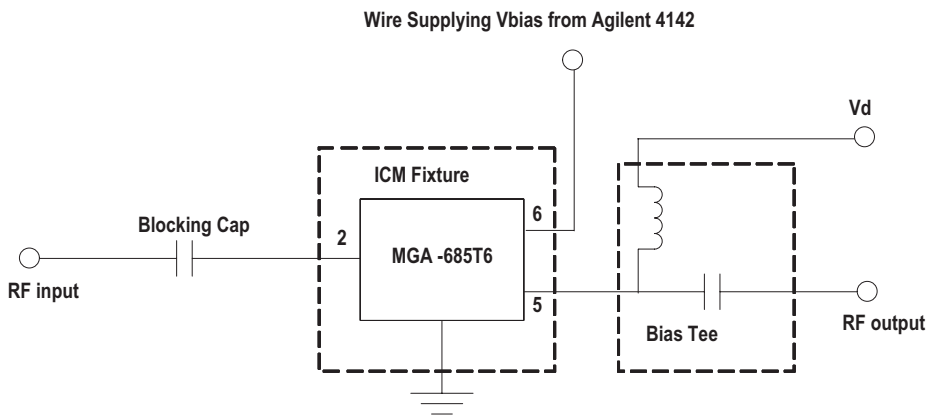 Wire Supplying Vbias from Agilent 4142
Vd
ICM Fixture
Blocking Cap
2
6
MGA -685T6
RF input
5
Bias Tee
RF output